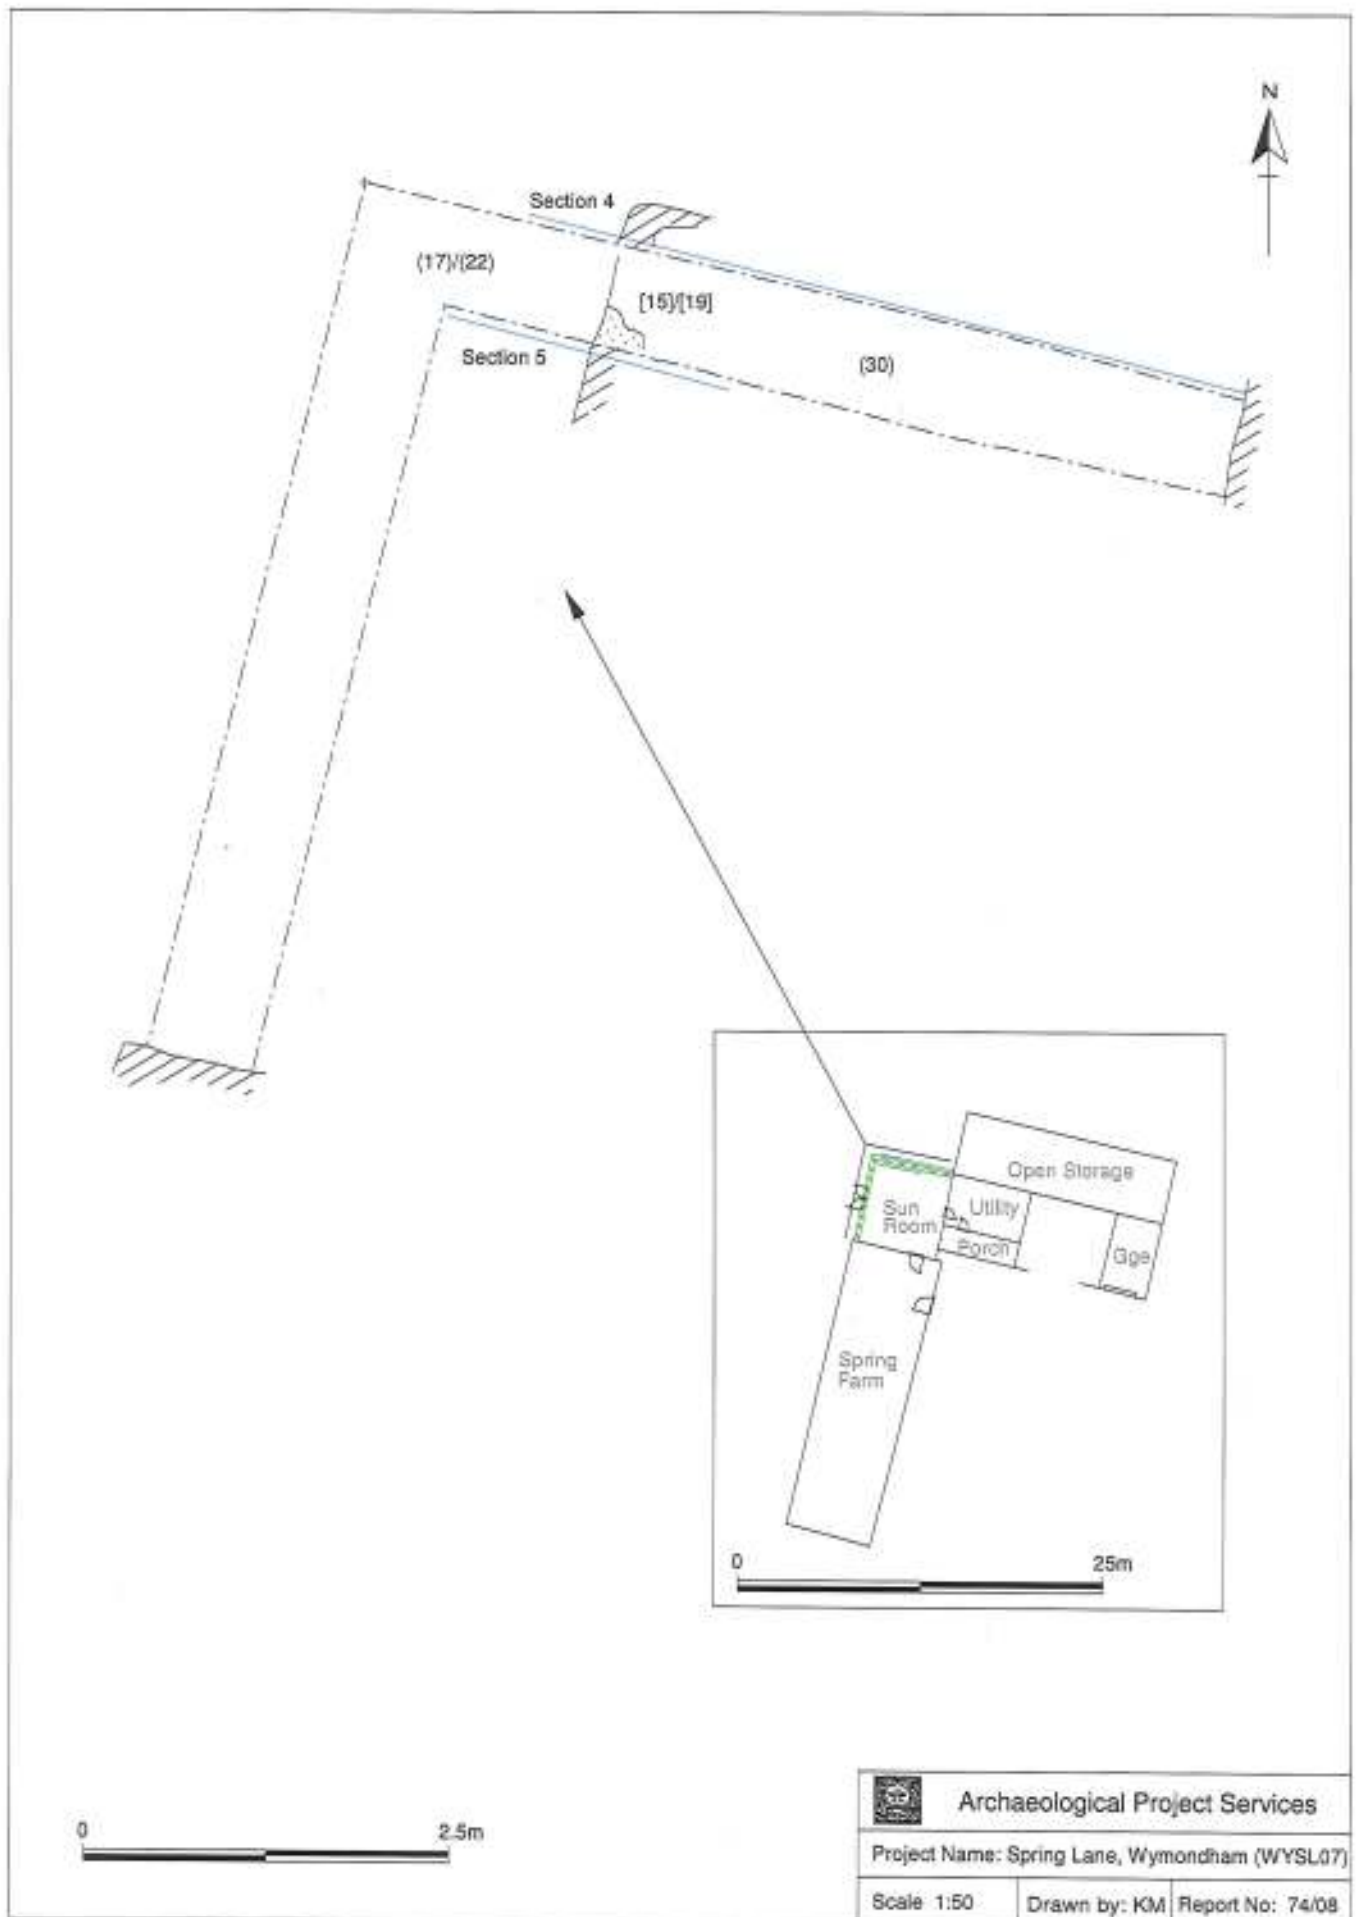 N
Section 4
(17)/(22)
[15]/[19]
Section 5
(30)
Open Storage
Sun
Room
Utility
Porch
Gge
Spring
Farm
0 25m
0 2.5m
Archaeological Project Services
Project Name: Spring Lane, Wymondham (WYSL07)
Scale 1:50 Drawn by: KM Report No: 74/08